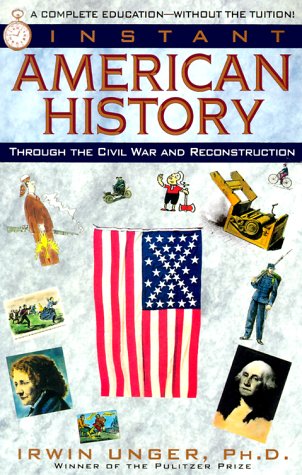 A COMPLETE EDUCATION—WITHOUT THE TUITION!
INSTANT
AMERICAN
HISTORY
THROUGH THE CIVIL WAR AND RECONSTRUCTION
IRWIN UNGER, PH.D.
WINNER OF THE PULITZER PRIZE